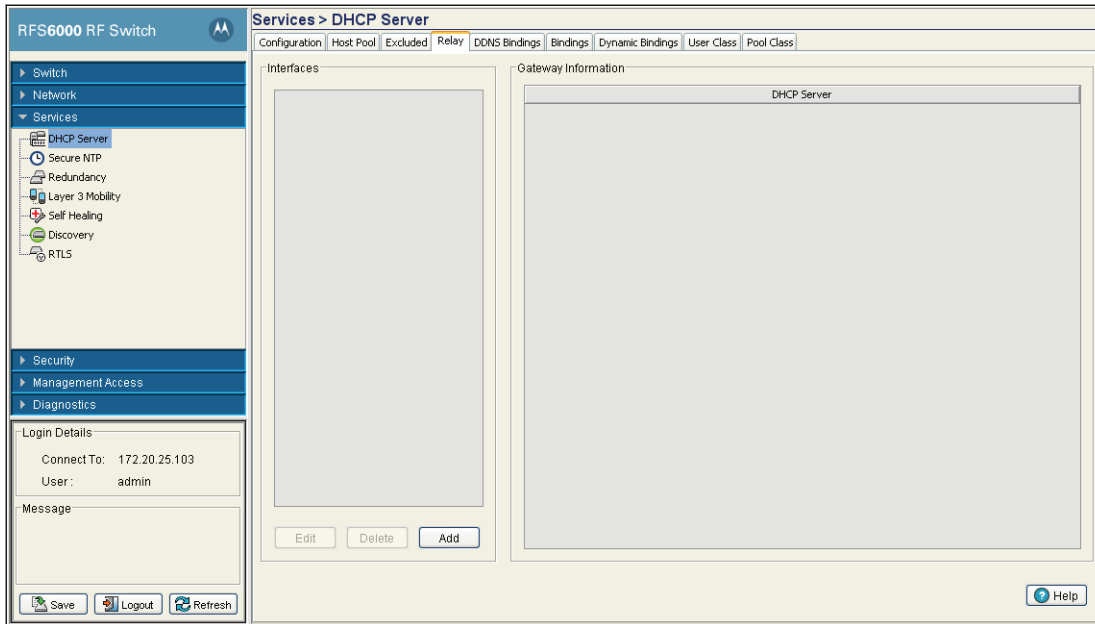 RFS6000 RF Switch
Switch
Network
Services
DHCP Server
Secure NTP
Redundancy
Layer 3 Mobility
Self Healing
Discovery
RTLS
Security
Management Access
Diagnostics
Login Details
Connect To: 172.20.25.103
User : admin
Message
Save Logout Refresh
Services > DHCP Server
Configuration Host Pool Excluded Relay DDNS Bindings Bindings Dynamic Bindings User Class Pool Class
Interfaces
Edit Delete Add
Gateway Information
DHCP Server
Help